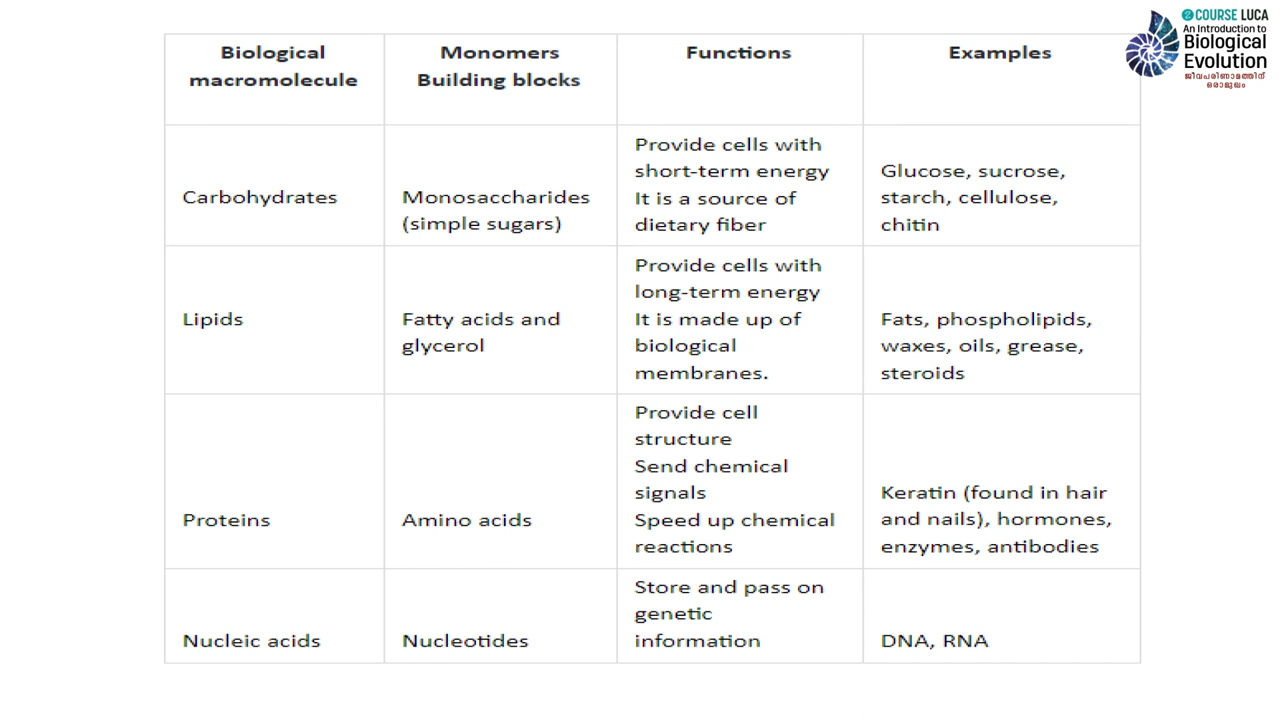 COURSE LUCA
An Introduction to
Biological
Evolution
ജീവപരിണാമത്തിന്
ഒരാമുഖം
Biological
macromolecule
Monomers
Building blocks
Functions
Examples
Carbohydrates
Monosaccharides
(simple sugars)
Provide cells with
short-term energy
It is a source of
dietary fiber
Glucose, sucrose,
starch, cellulose,
chitin
Lipids
Fatty acids and
glycerol
Provide cells with
long-term energy
It is made up of
biological
membranes.
Fats, phospholipids,
waxes, oils, grease,
steroids
Proteins
Amino acids
Provide cell
structure
Send chemical
signals
Speed up chemical
reactions
Keratin (found in hair
and nails), hormones,
enzymes, antibodies
Nucleic acids
Nucleotides
Store and pass on
genetic
information
DNA, RNA